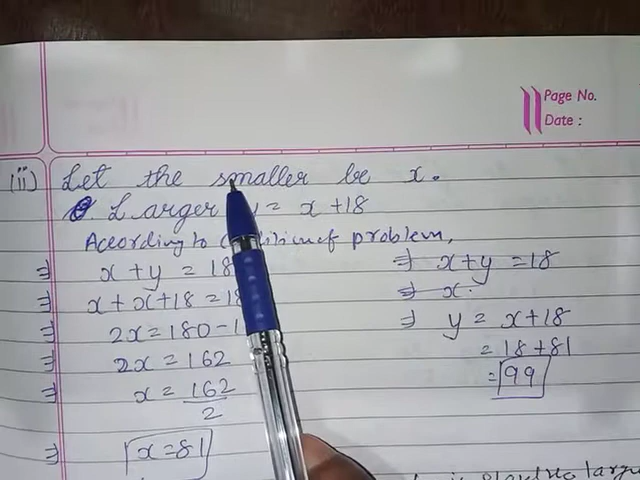 Page No.
Date :
(ii) Let the smaller be x.
Larger y = x + 18
According to condition of problem,
⇒ x + y = 18
⇒ x + x + 18 = 18
2x = 180 - 1
⇒ 2x = 162
⇒ x = 162/2
⇒ x = 81
⇒ x + y = 18
⇒ x
⇒ y = x + 18
= 18 + 81
= 99